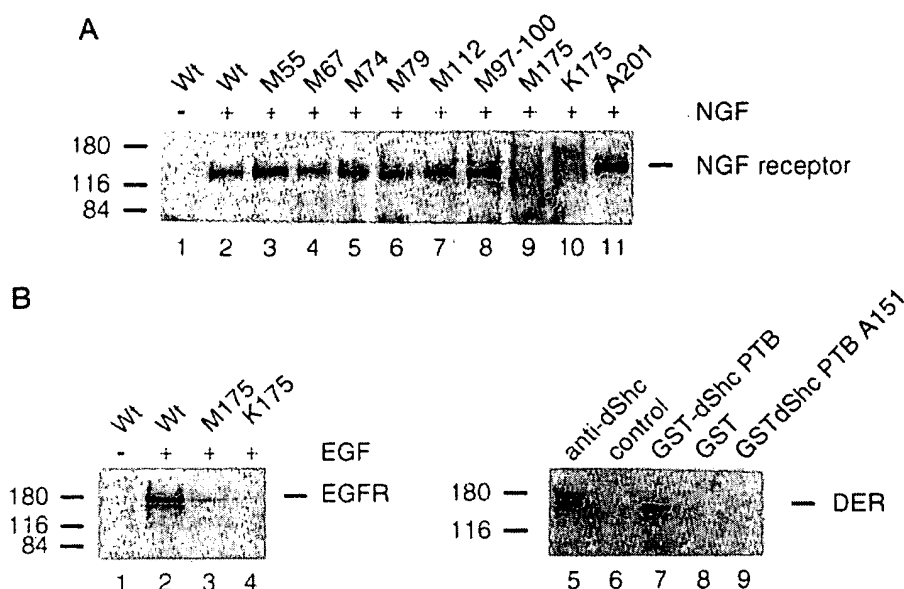 A
Wt Wt M55 M67 M74 M79 M112 M97-100 M175 K175 A201
- + + + + + + + + + + NGF
180
NGF receptor
116
84
1 2 3 4 5 6 7 8 9 10 11
B
Wt Wt M175 K175
- + + + EGF
180
EGFR
116
84
1 2 3 4
anti-dShc control GST-dShc PTB GST GSTdShc PTB A151
180
DER
116
5 6 7 8 9